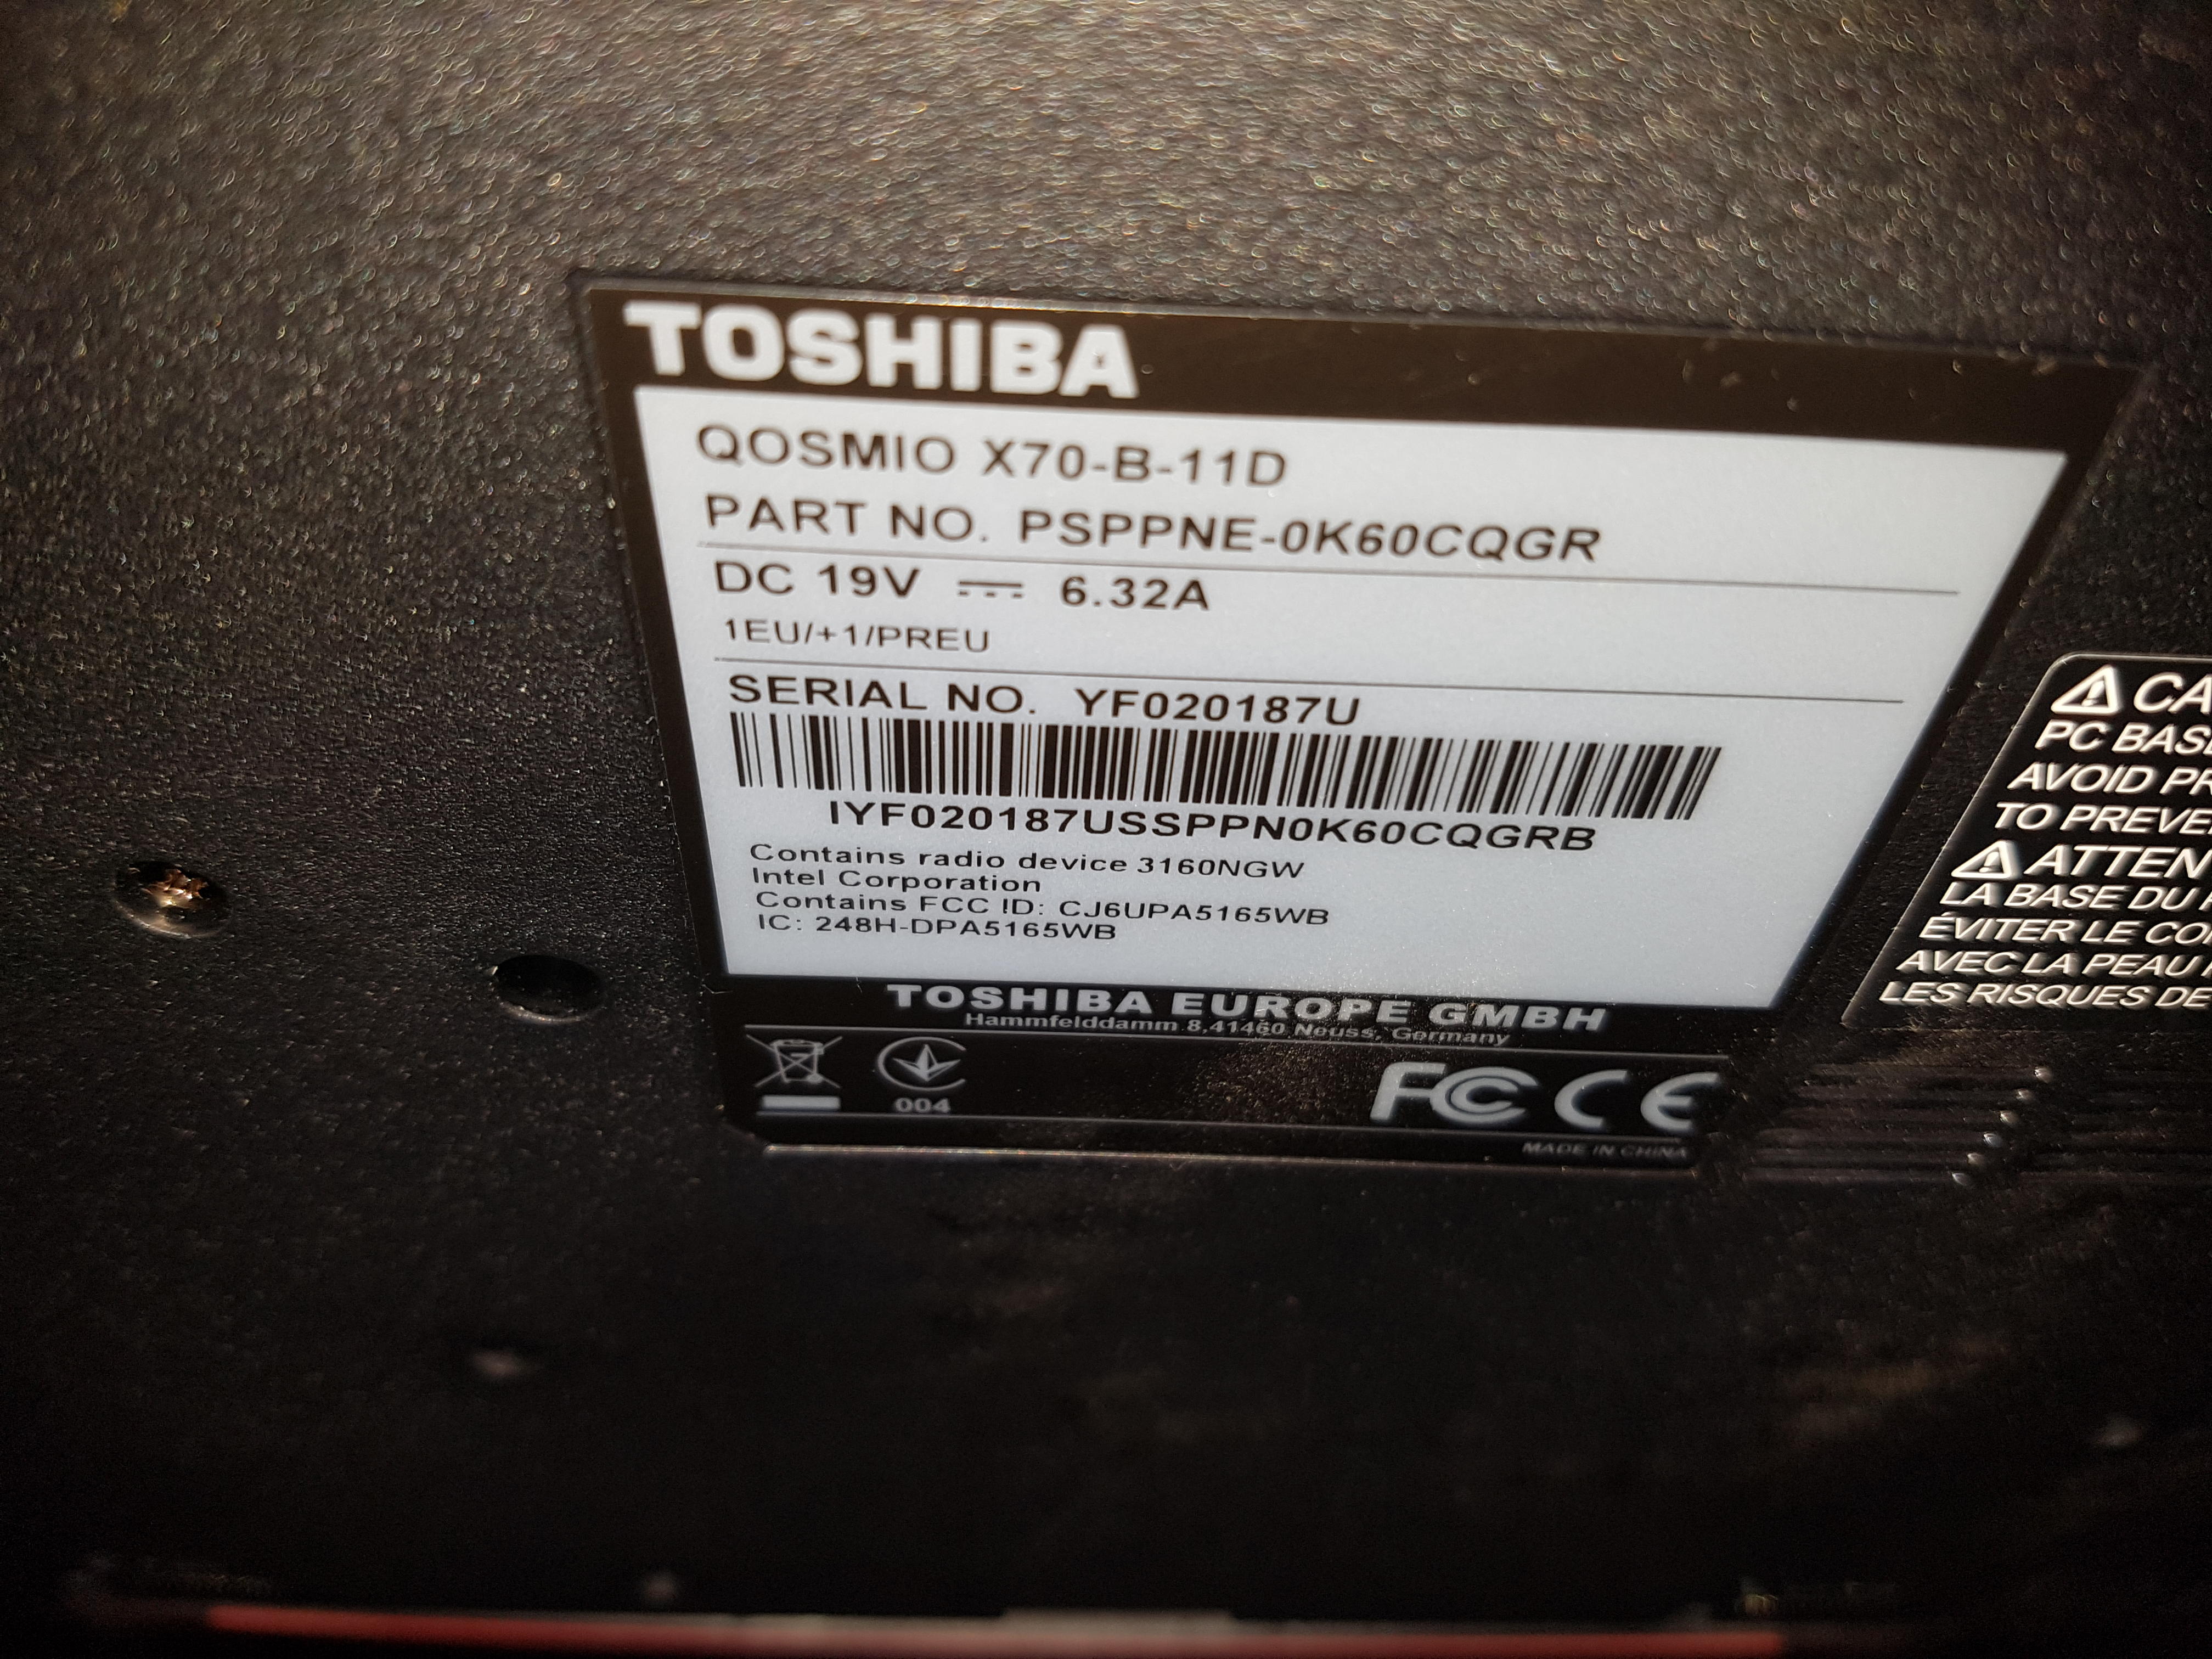 TOSHIBA
QOSMIO X70-B-11D
PART NO. PSPPNE-0K60CQGR
DC 19V ⎓ 6.32A
1EU/+1/PREU
SERIAL NO. YF020187U
IYF020187USSPPN0K60CQGRB
Contains radio device 3160NGW
Intel Corporation
Contains FCC ID: CJ6UPA5165WB
IC: 248H-DPA5165WB
TOSHIBA EUROPE GMBH
Hammfelddamm 8,41460 Neuss, Germany
004
FC CE
MADE IN CHINA
⚠ CA
PC BAS
AVOID PR
TO PREVE
⚠ ATTEN
LA BASE DU
ÉVITER LE CO
AVEC LA PEAU
LES RISQUES DE